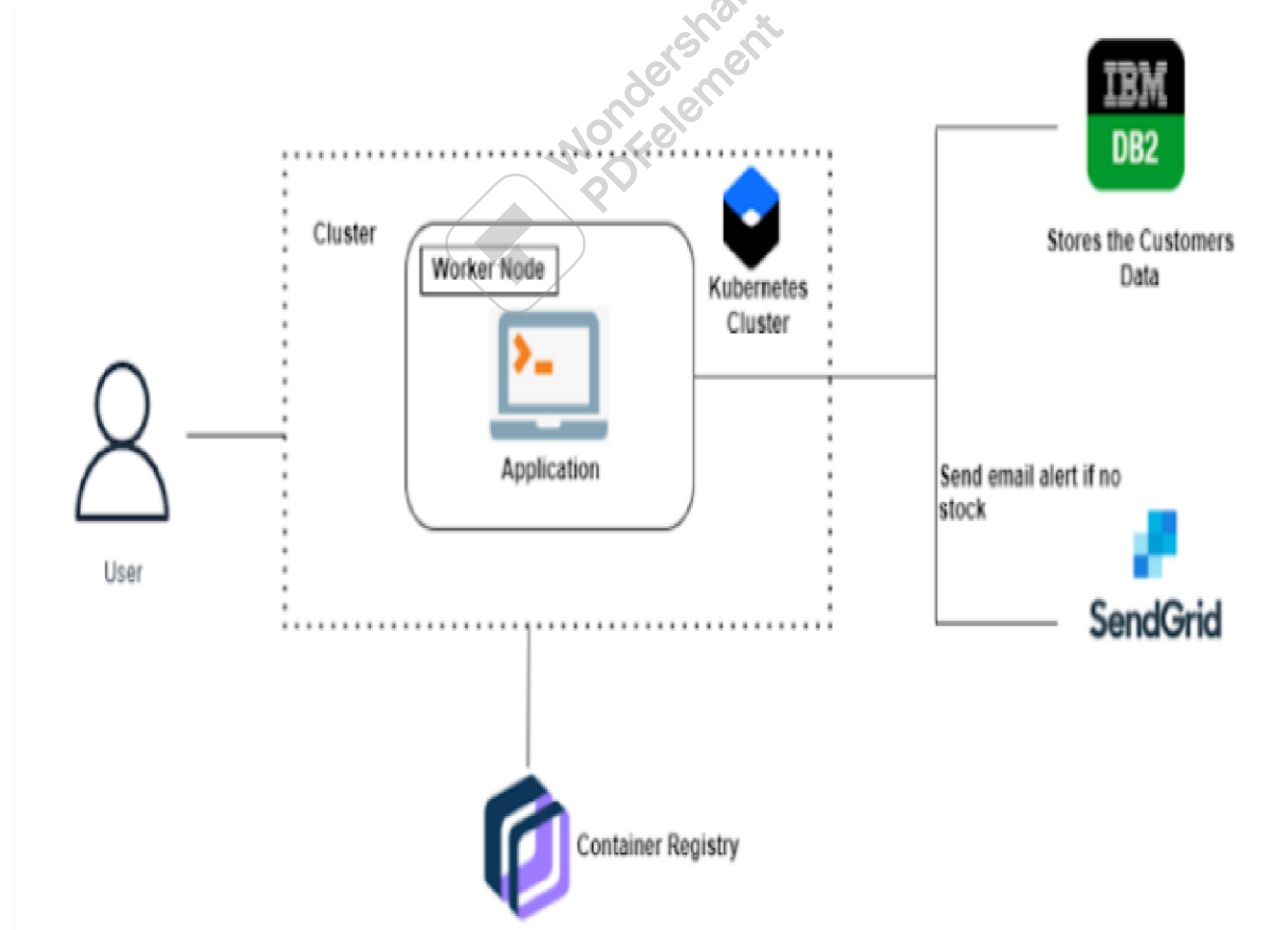 Wondershare
PDFelement
IBM
DB2
Stores the Customers
Data
Cluster
Worker Node
Kubernetes
Cluster
Application
User
Send email alert if no
stock
SendGrid
Container Registry